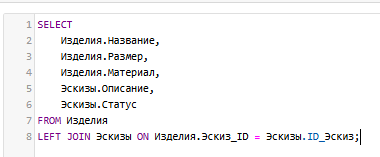 1 SELECT
2 Изделия.Название,
3 Изделия.Размер,
4 Изделия.Материал,
5 Эскизы.Описание,
6 Эскизы.Статус
7 FROM Изделия
8 LEFT JOIN Эскизы ON Изделия.Эскиз_ID = Эскизы.ID_Эскиз;